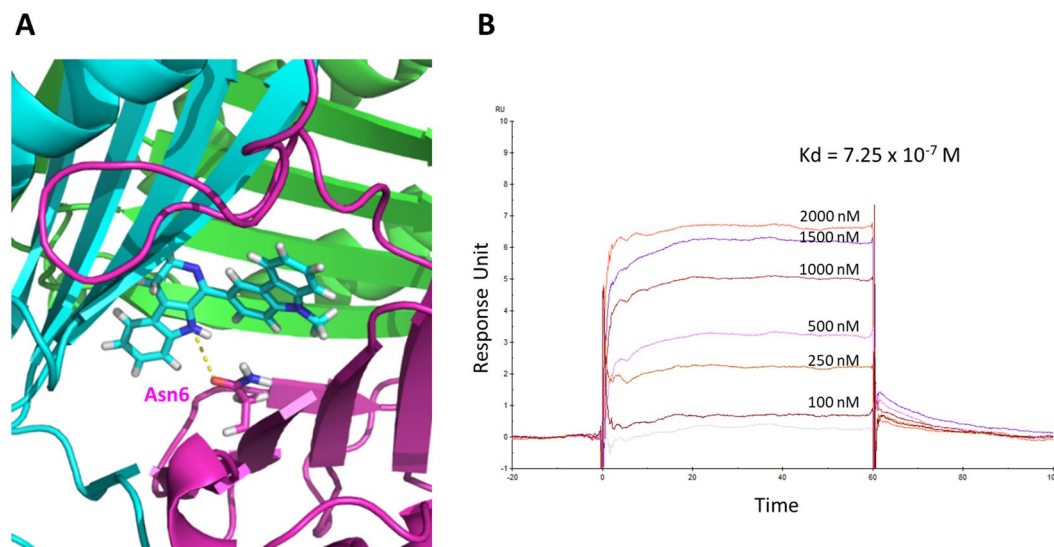 A
Asn6
B
RU
Kd = 7.25 x 10⁻⁷ M
10
9
8
7
6
5
4
3
2
1
0
-1
Response Unit
2000 nM
1500 nM
1000 nM
500 nM
250 nM
100 nM
-20
0
20
40
60
80
100
Time